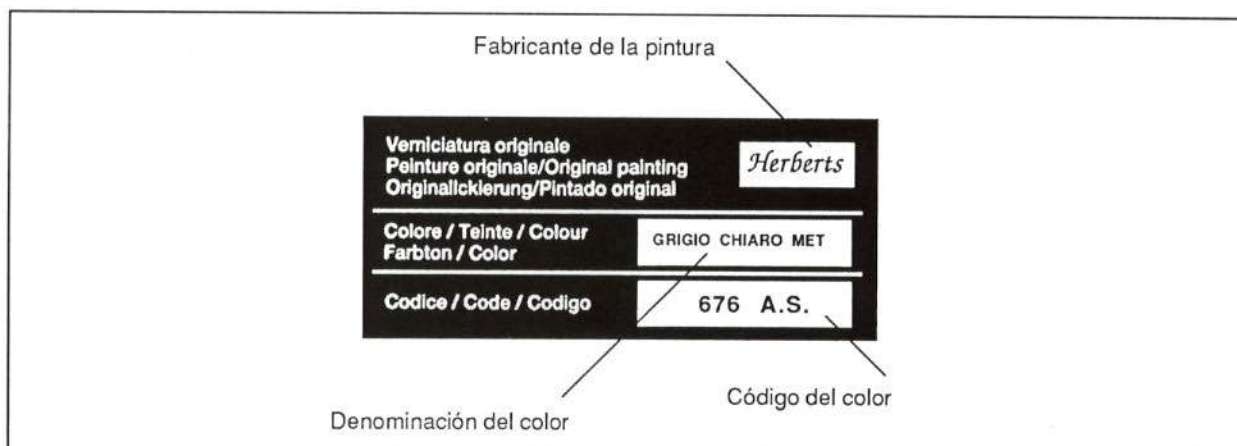 Fabricante de la pintura
Verniciatura originale
Peinture originale/Original painting
Originallckierung/Pintado original
Herberts
Colore / Teinte / Colour
Farbton / Color
GRIGIO CHIARO MET
Codice / Code / Codigo
676 A.S.
Código del color
Denominación del color